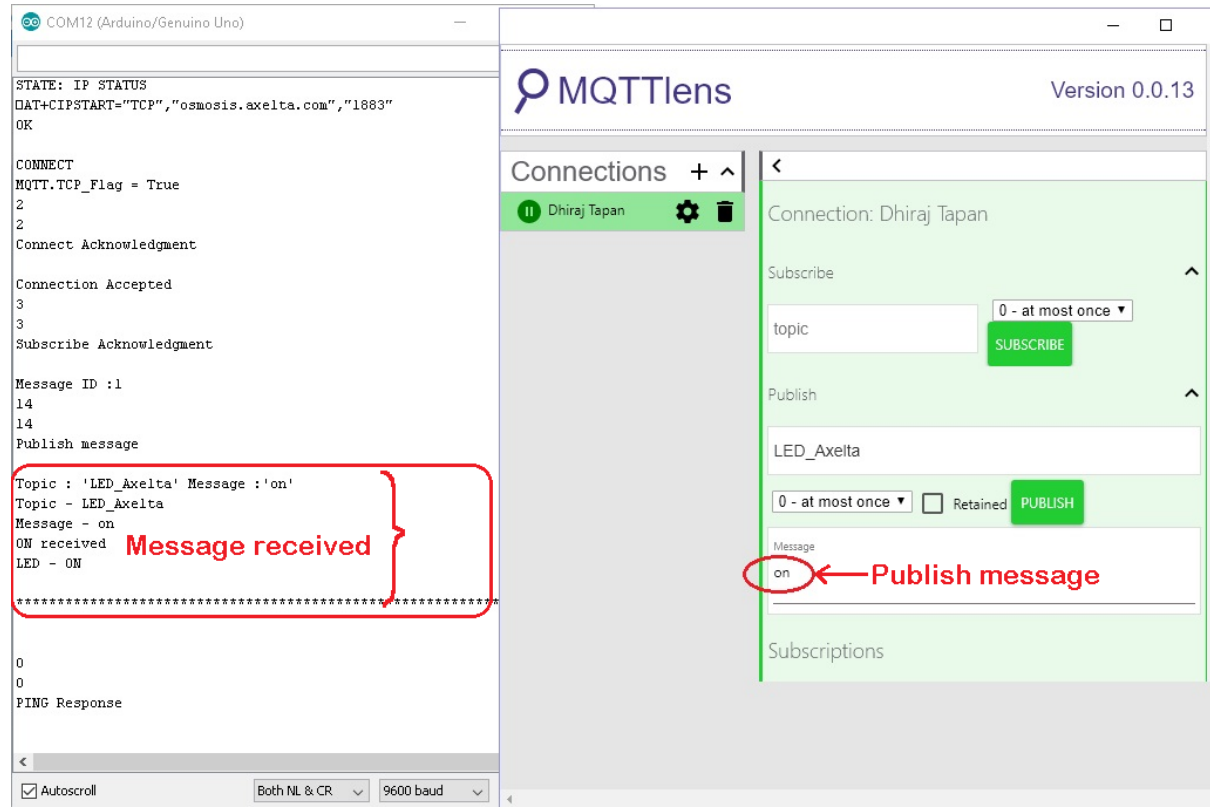 COM12 (Arduino/Genuino Uno)
STATE: IP STATUS
AT+CIPSTART="TCP","osmosis.axelta.com","1883"
OK
CONNECT
MQTT.TCP_Flag = True
2
2
Connect Acknowledgment
Connection Accepted
3
3
Subscribe Acknowledgment
Message ID :1
14
14
Publish message
Topic : 'LED_Axelta' Message :'on'
Topic - LED_Axelta
Message - on
ON received
LED - ON
Message received
***********************************************************
0
0
PING Response
Autoscroll
Both NL & CR
9600 baud
MQTTlens
Version 0.0.13
Connections
Dhiraj Tapan
Connection: Dhiraj Tapan
Subscribe
topic
0 - at most once
SUBSCRIBE
Publish
LED_Axelta
0 - at most once
Retained
PUBLISH
Message
on
Publish message
Subscriptions